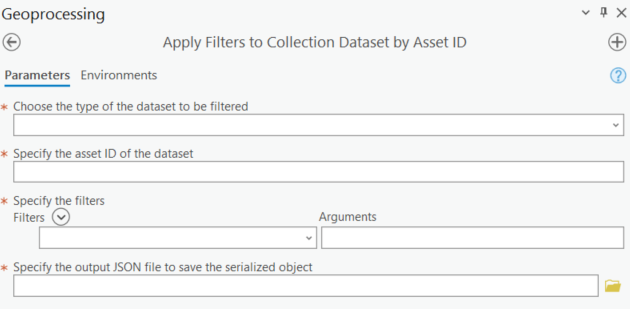 Geoprocessing
Apply Filters to Collection Dataset by Asset ID
Parameters Environments
* Choose the type of the dataset to be filtered
* Specify the asset ID of the dataset
* Specify the filters
Filters Arguments
* Specify the output JSON file to save the serialized object